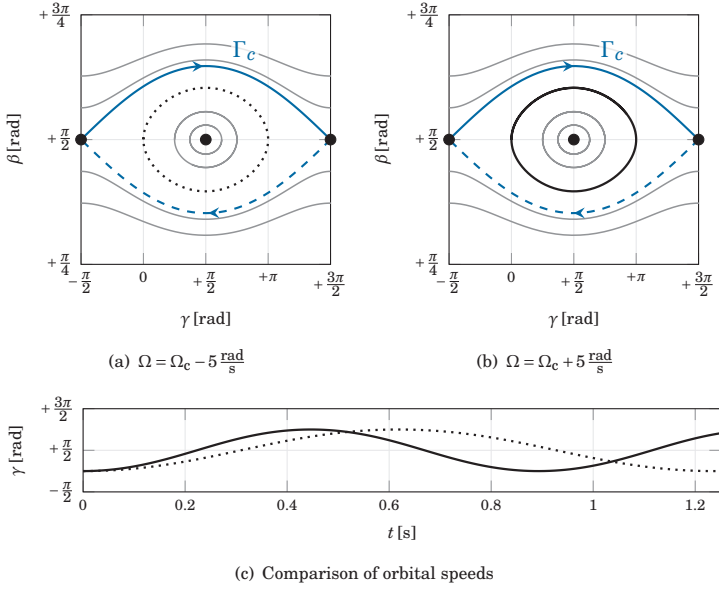 + 3π/4
+ π/2
+ π/4
β [rad]
Γc
− π/2
0
+ π/2
+π
+ 3π/2
γ [rad]
(a) Ω = Ωc − 5 rad/s
+ 3π/4
+ π/2
+ π/4
β [rad]
Γc
− π/2
0
+ π/2
+π
+ 3π/2
γ [rad]
(b) Ω = Ωc + 5 rad/s
+ 3π/2
+ π/2
− π/2
γ [rad]
0 0.2 0.4 0.6 0.8 1 1.2
t [s]
(c) Comparison of orbital speeds